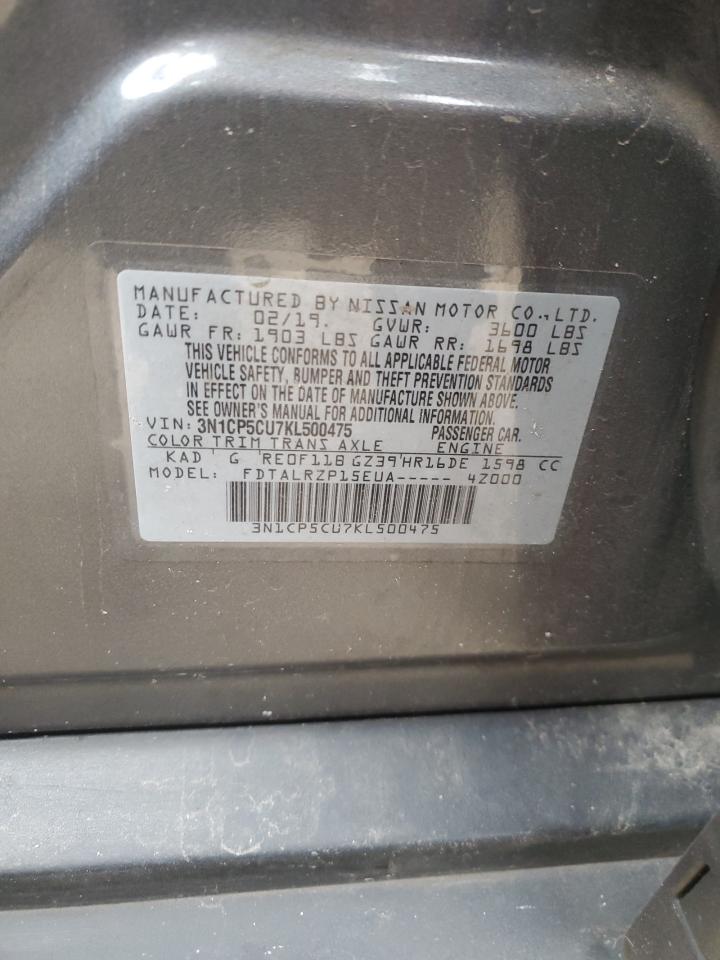 MANUFACTURED BY NISSAN MOTOR CO.,LTD.
DATE: 02/19. GVWR: 3600 LBS
GAWR FR: 1903 LBS GAWR RR: 1698 LBS
THIS VEHICLE CONFORMS TO ALL APPLICABLE FEDERAL MOTOR
VEHICLE SAFETY, BUMPER AND THEFT PREVENTION STANDARDS
IN EFFECT ON THE DATE OF MANUFACTURE SHOWN ABOVE.
SEE OWNER'S MANUAL FOR ADDITIONAL INFORMATION.
VIN: 3N1CP5CU7KL500475 PASSENGER CAR.
COLOR TRIM TRANS AXLE ENGINE
KAD G RE0F11B GZ39 HR16DE 1598 CC
MODEL: FDTALRZP15EUA----- 4Z000
3N1CP5CU7KL500475